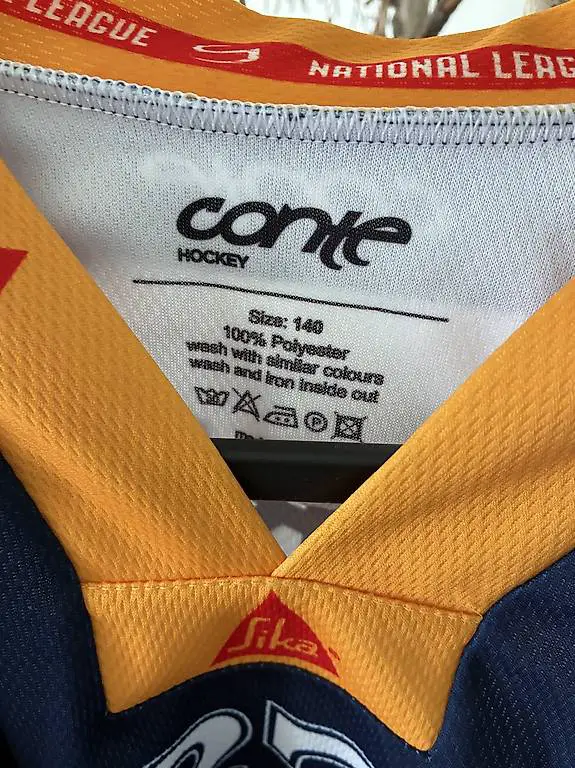 LEAGUE
NATIONAL LEAG
conte
HOCKEY
Size: 140
100% Polyester
wash with similar colours
wash and iron inside out
Sika